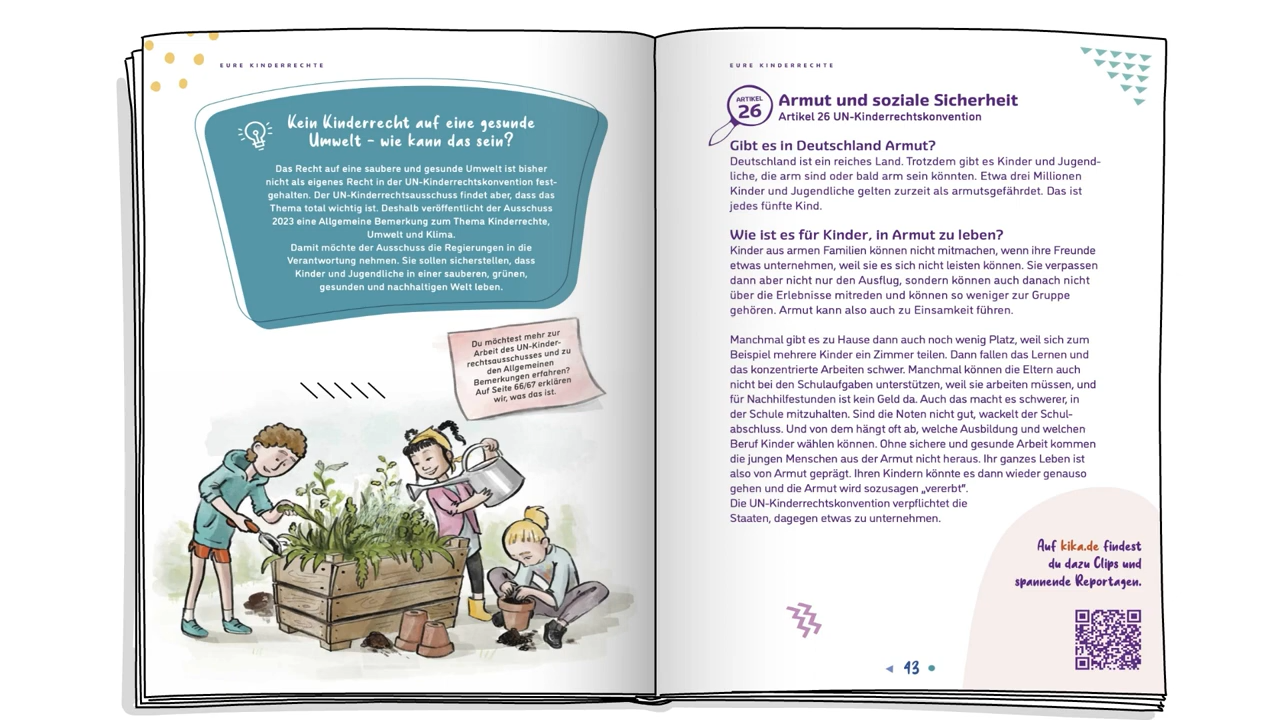 EURE KINDERRECHTE
Kein Kinderrecht auf eine gesunde
Umwelt – wie kann das sein?
Das Recht auf eine saubere und gesunde Umwelt ist bisher
nicht als eigenes Recht in der UN-Kinderrechtskonvention fest-
gehalten. Der UN-Kinderrechtsausschuss findet aber, dass das
Thema total wichtig ist. Deshalb veröffentlicht der Ausschuss
2023 eine Allgemeine Bemerkung zum Thema Kinderrechte,
Umwelt und Klima.
Damit möchte der Ausschuss die Regierungen in die
Verantwortung nehmen. Sie sollen sicherstellen, dass
Kinder und Jugendliche in einer sauberen, grünen,
gesunden und nachhaltigen Welt leben.
Du möchtest mehr zur
Arbeit des UN-Kinder-
rechtsausschusses und zu
den Allgemeinen
Bemerkungen erfahren?
Auf Seite 66/67 erklären
wir, was das ist.
EURE KINDERRECHTE
ARTIKEL
26
Armut und soziale Sicherheit
Artikel 26 UN-Kinderrechtskonvention
Gibt es in Deutschland Armut?
Deutschland ist ein reiches Land. Trotzdem gibt es Kinder und Jugend-
liche, die arm sind oder bald arm sein könnten. Etwa drei Millionen
Kinder und Jugendliche gelten zurzeit als armutsgefährdet. Das ist
jedes fünfte Kind.
Wie ist es für Kinder, in Armut zu leben?
Kinder aus armen Familien können nicht mitmachen, wenn ihre Freunde
etwas unternehmen, weil sie es sich nicht leisten können. Sie verpassen
dann aber nicht nur den Ausflug, sondern können auch danach nicht
über die Erlebnisse mitreden und können so weniger zur Gruppe
gehören. Armut kann also auch zu Einsamkeit führen.
Manchmal gibt es zu Hause dann auch noch wenig Platz, weil sich zum
Beispiel mehrere Kinder ein Zimmer teilen. Dann fallen das Lernen und
das konzentrierte Arbeiten schwer. Manchmal können die Eltern auch
nicht bei den Schulaufgaben unterstützen, weil sie arbeiten müssen, und
für Nachhilfestunden ist kein Geld da. Auch das macht es schwerer, in
der Schule mitzuhalten. Sind die Noten nicht gut, wackelt der Schul-
abschluss. Und von dem hängt oft ab, welche Ausbildung und welchen
Beruf Kinder wählen können. Ohne sichere und gesunde Arbeit kommen
die jungen Menschen aus der Armut nicht heraus. Ihr ganzes Leben ist
also von Armut geprägt. Ihren Kindern könnte es dann wieder genauso
gehen und die Armut wird sozusagen „vererbt“.
Die UN-Kinderrechtskonvention verpflichtet die
Staaten, dagegen etwas zu unternehmen.
Auf kika.de findest
du dazu Clips und
spannende Reportagen.
43